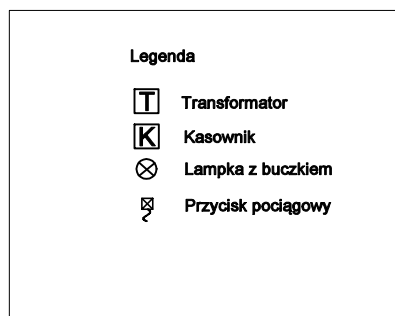 Legenda
T Transformator
K Kasownik
Lampka z buczkiem
Przycisk pociągowy